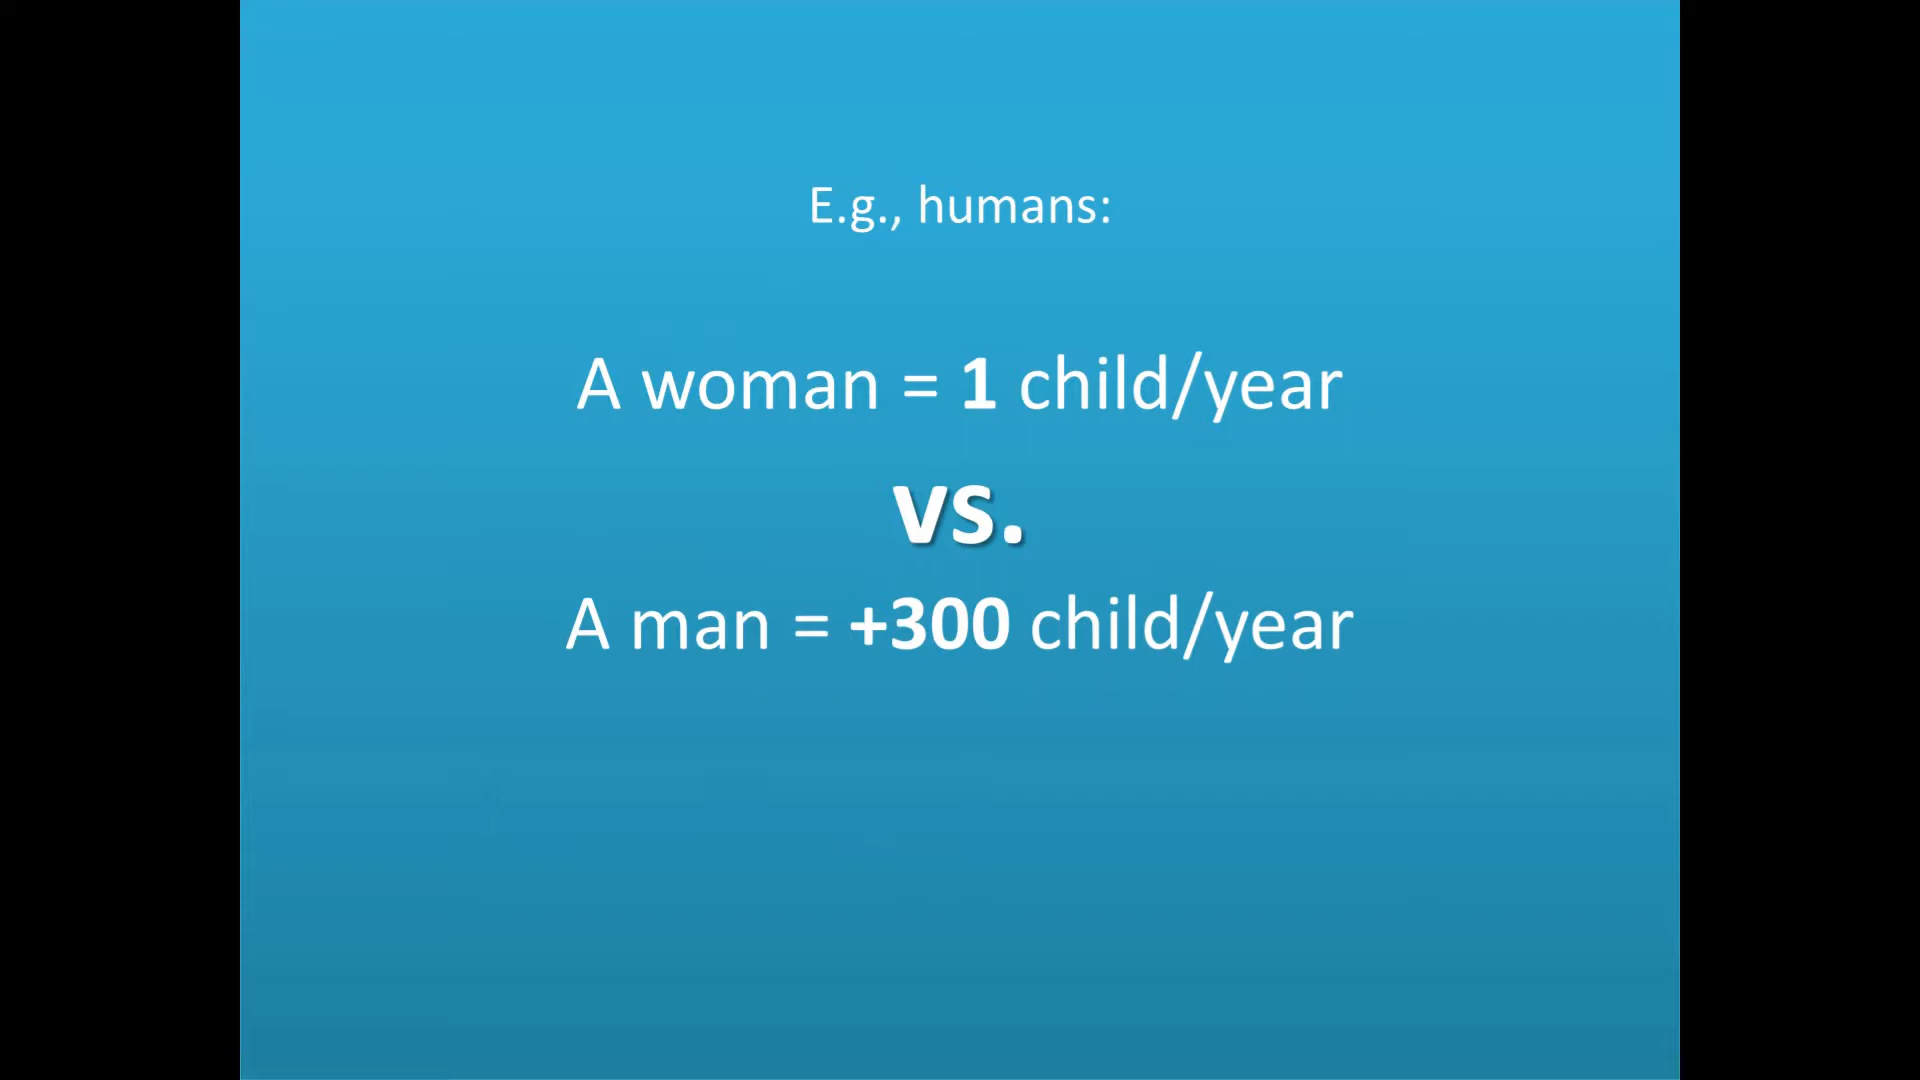 E.g., humans:
A woman = 1 child/year
vs.
A man = +300 child/year